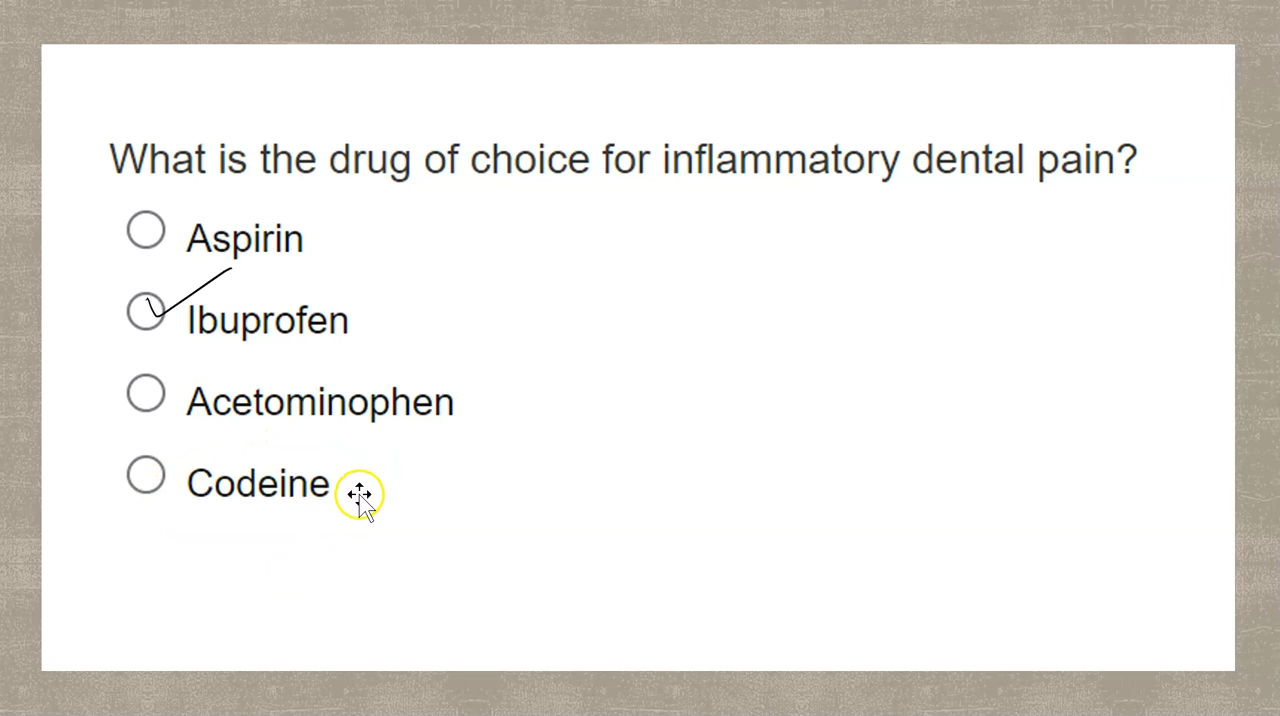 What is the drug of choice for inflammatory dental pain?
Aspirin
Ibuprofen
Acetominophen
Codeine